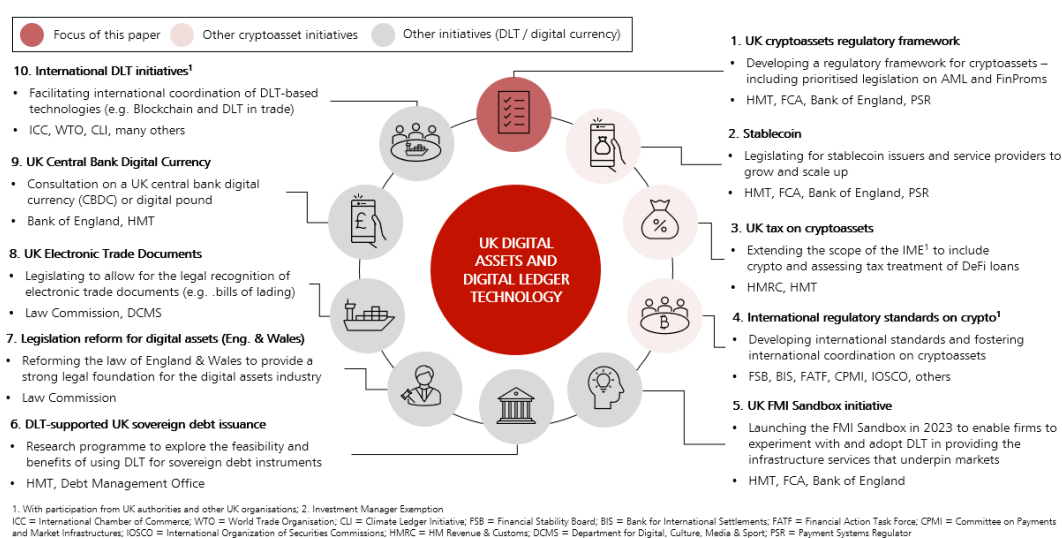 Focus of this paper
Other cryptoasset initiatives
Other initiatives (DLT / digital currency)
1. UK cryptoassets regulatory framework
• Developing a regulatory framework for cryptoassets –
including prioritised legislation on AML and FinProms
• HMT, FCA, Bank of England, PSR
2. Stablecoin
• Legislating for stablecoin issuers and service providers to
grow and scale up
• HMT, FCA, Bank of England, PSR
3. UK tax on cryptoassets
• Extending the scope of the IME¹ to include
crypto and assessing tax treatment of DeFi loans
• HMRC, HMT
4. International regulatory standards on crypto¹
• Developing international standards and fostering
international coordination on cryptoassets
• FSB, BIS, FATF, CPMI, IOSCO, others
5. UK FMI Sandbox initiative
• Launching the FMI Sandbox in 2023 to enable firms to
experiment with and adopt DLT in providing the
infrastructure services that underpin markets
• HMT, FCA, Bank of England
10. International DLT initiatives¹
• Facilitating international coordination of DLT-based
technologies (e.g. Blockchain and DLT in trade)
• ICC, WTO, CLI, many others
9. UK Central Bank Digital Currency
• Consultation on a UK central bank digital
currency (CBDC) or digital pound
• Bank of England, HMT
8. UK Electronic Trade Documents
• Legislating to allow for the legal recognition of
electronic trade documents (e.g. .bills of lading)
• Law Commission, DCMS
7. Legislation reform for digital assets (Eng. & Wales)
• Reforming the law of England & Wales to provide a
strong legal foundation for the digital assets industry
• Law Commission
6. DLT-supported UK sovereign debt issuance
• Research programme to explore the feasibility and
benefits of using DLT for sovereign debt instruments
• HMT, Debt Management Office
UK DIGITAL
ASSETS AND
DIGITAL LEDGER
TECHNOLOGY
%
B
£
1. With participation from UK authorities and other UK organisations; 2. Investment Manager Exemption
ICC = International Chamber of Commerce; WTO = World Trade Organisation; CLI = Climate Ledger Initiative; FSB = Financial Stability Board; BIS = Bank for International Settlements; FATF = Financial Action Task Force; CPMI = Committee on Payments
and Market Infrastructures; IOSCO = International Organization of Securities Commissions; HMRC = HM Revenue & Customs; DCMS = Department for Digital, Culture, Media & Sport; PSR = Payment Systems Regulator